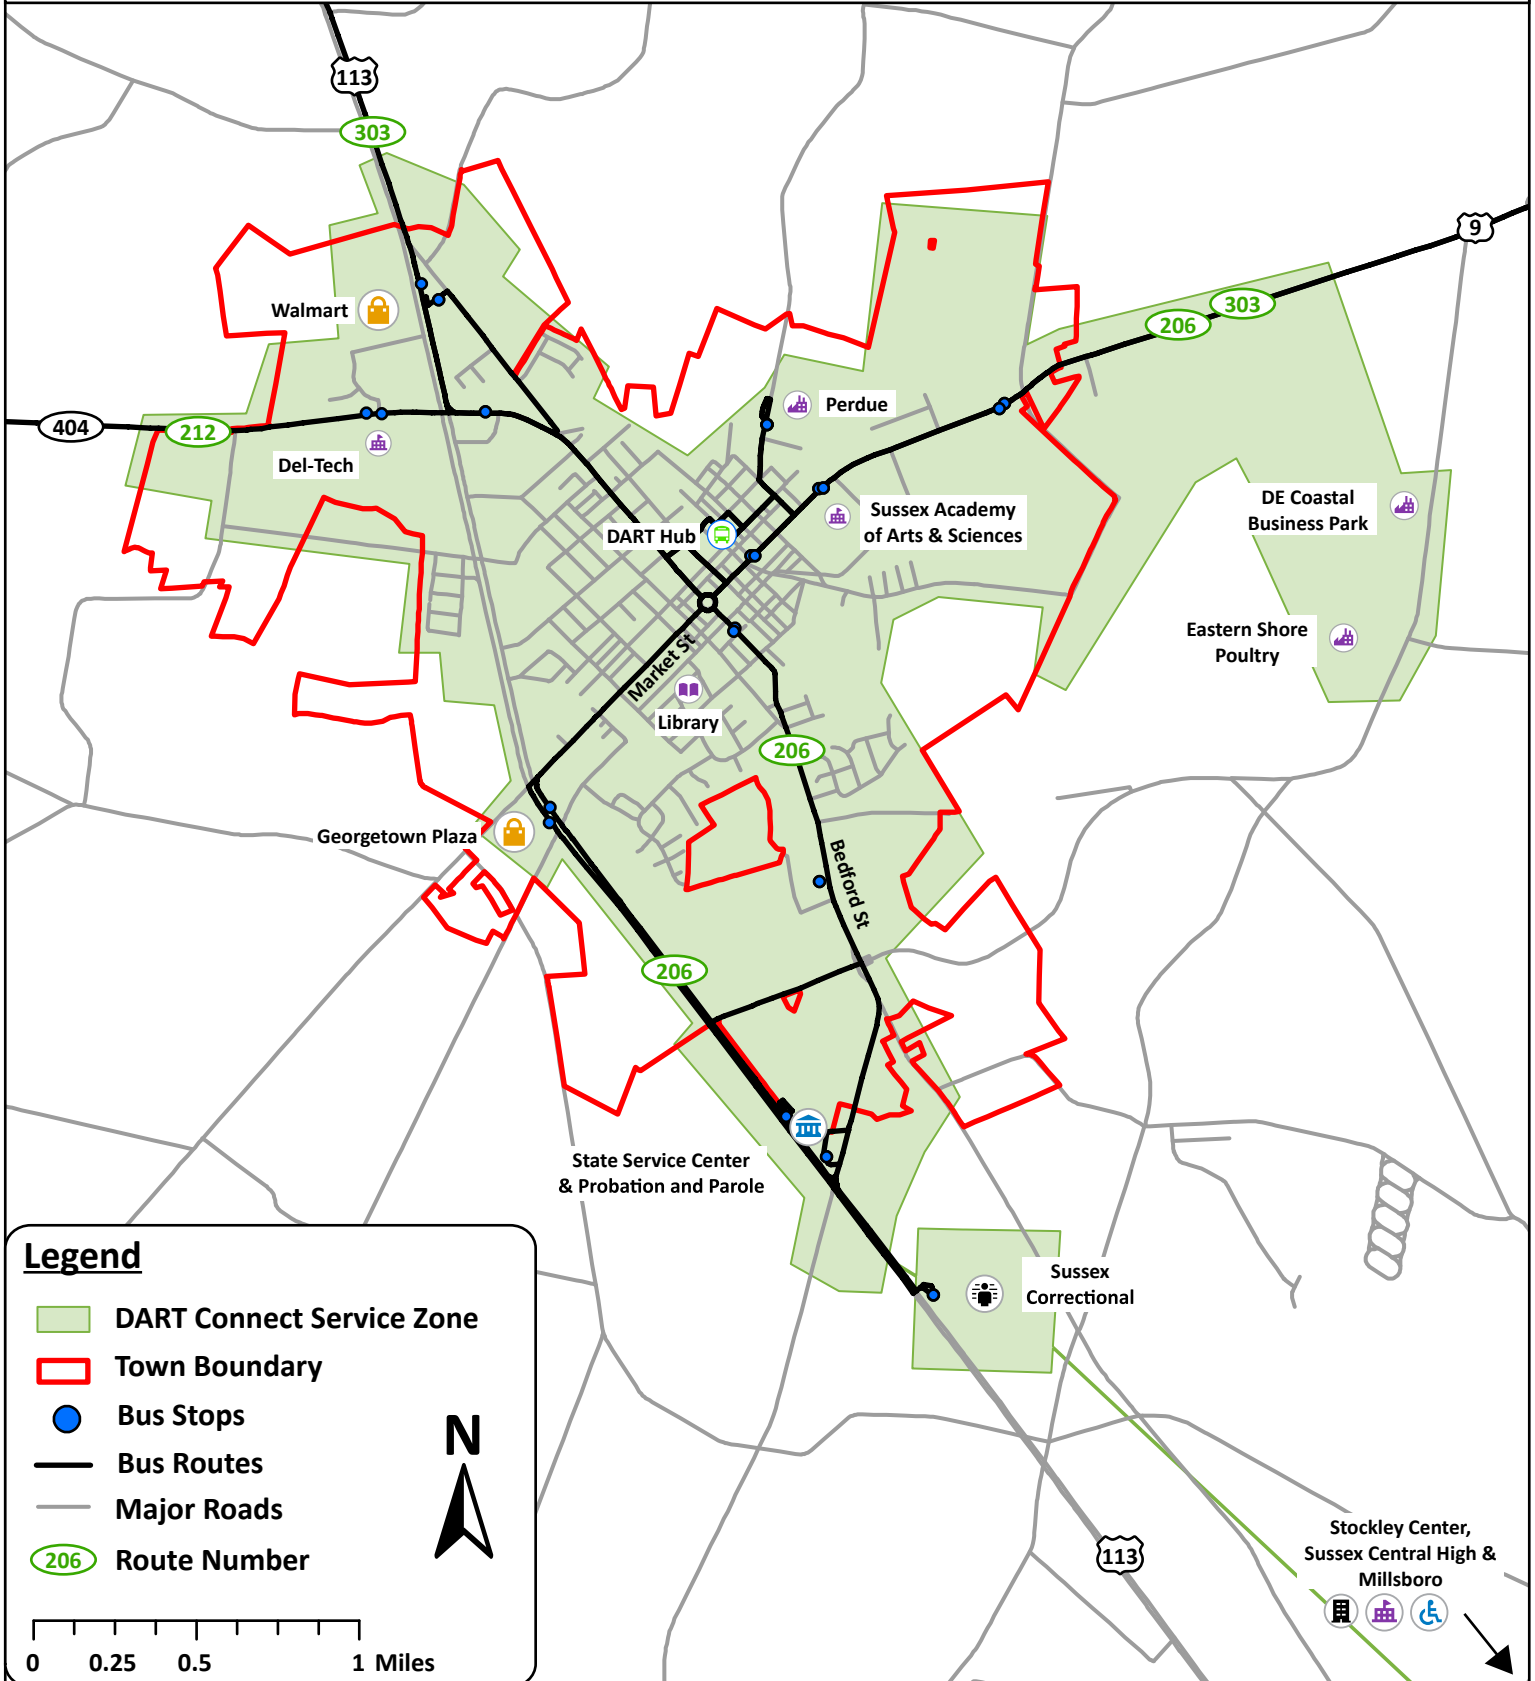 113
303
9
303
206
Walmart
Perdue
404
212
Del-Tech
DE Coastal
Business Park
Sussex Academy
of Arts & Sciences
DART Hub
Eastern Shore
Poultry
Market St
Library
206
Georgetown Plaza
Bedford St
206
State Service Center
& Probation and Parole
Sussex
Correctional
Legend
DART Connect Service Zone
Town Boundary
Bus Stops
Bus Routes
Major Roads
206 Route Number
N
0 0.25 0.5 1 Miles
113
Stockley Center,
Sussex Central High &
Millsboro